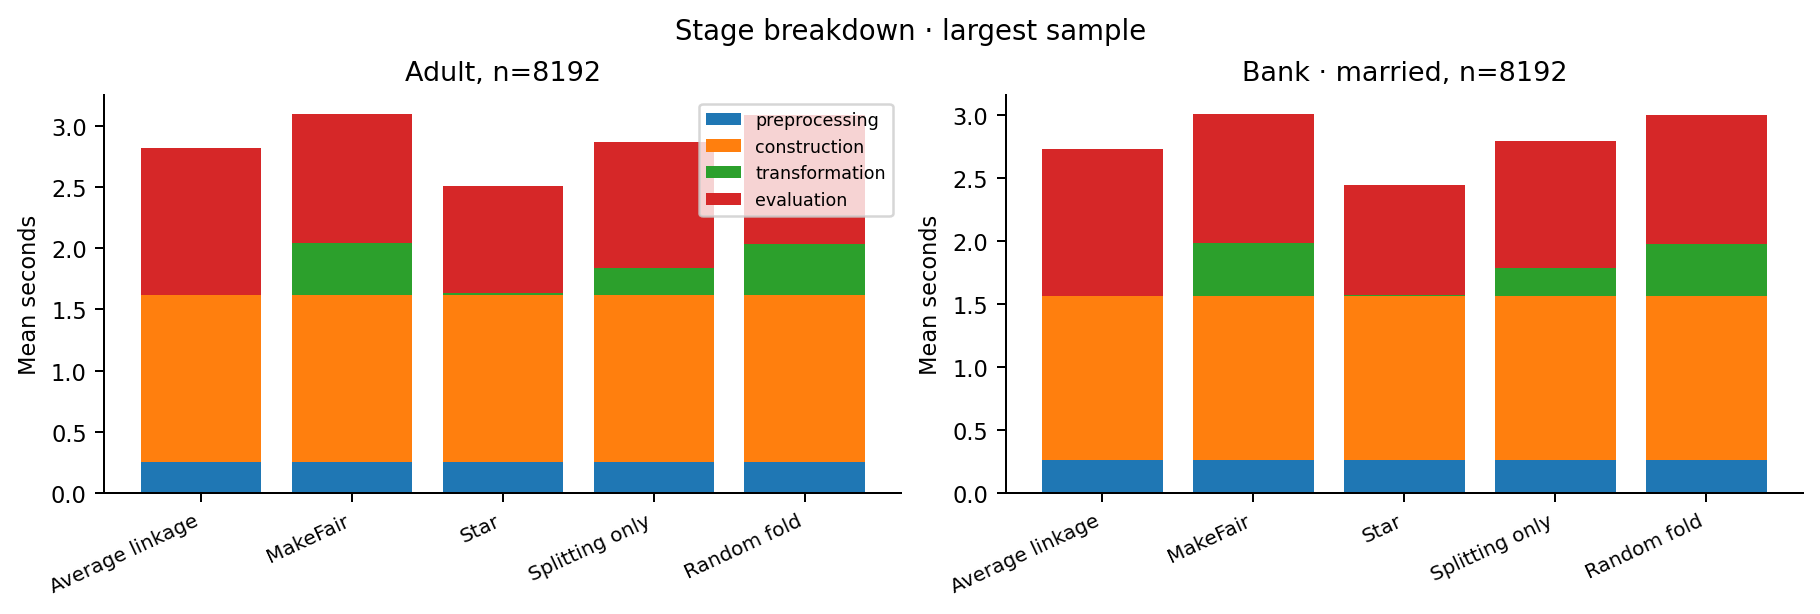 Stage breakdown · largest sample
Adult, n=8192
Mean seconds
3.0
2.5
2.0
1.5
1.0
0.5
0.0
preprocessing
construction
transformation
evaluation
Average linkage
MakeFair
Star
Splitting only
Random fold
Bank · married, n=8192
Mean seconds
3.0
2.5
2.0
1.5
1.0
0.5
0.0
Average linkage
MakeFair
Star
Splitting only
Random fold